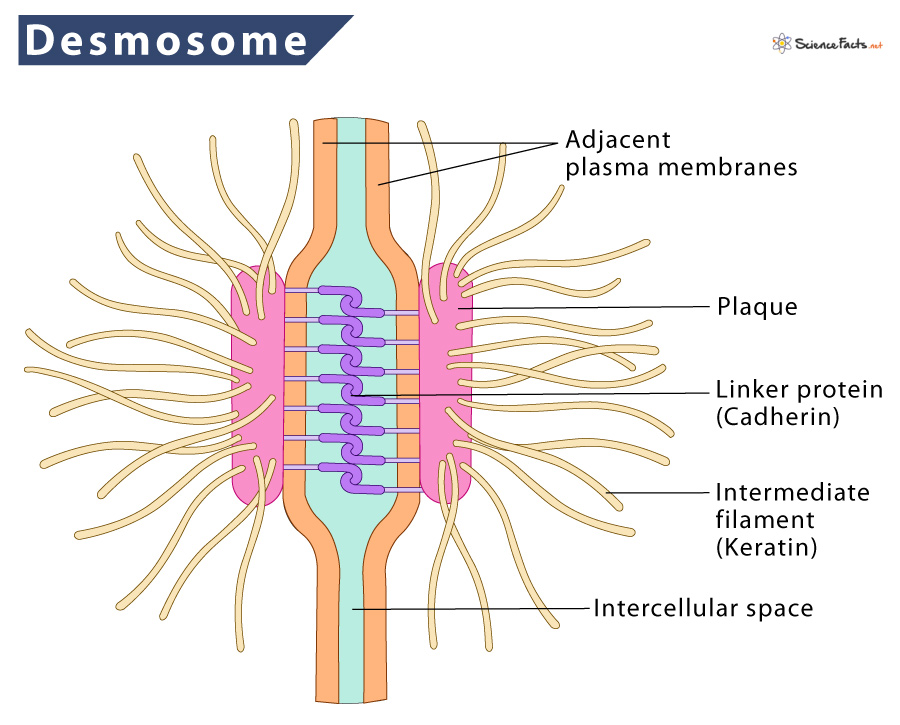 Desmosome
ScienceFacts.net
Adjacent
plasma membranes
Plaque
Linker protein
(Cadherin)
Intermediate
filament
(Keratin)
Intercellular space